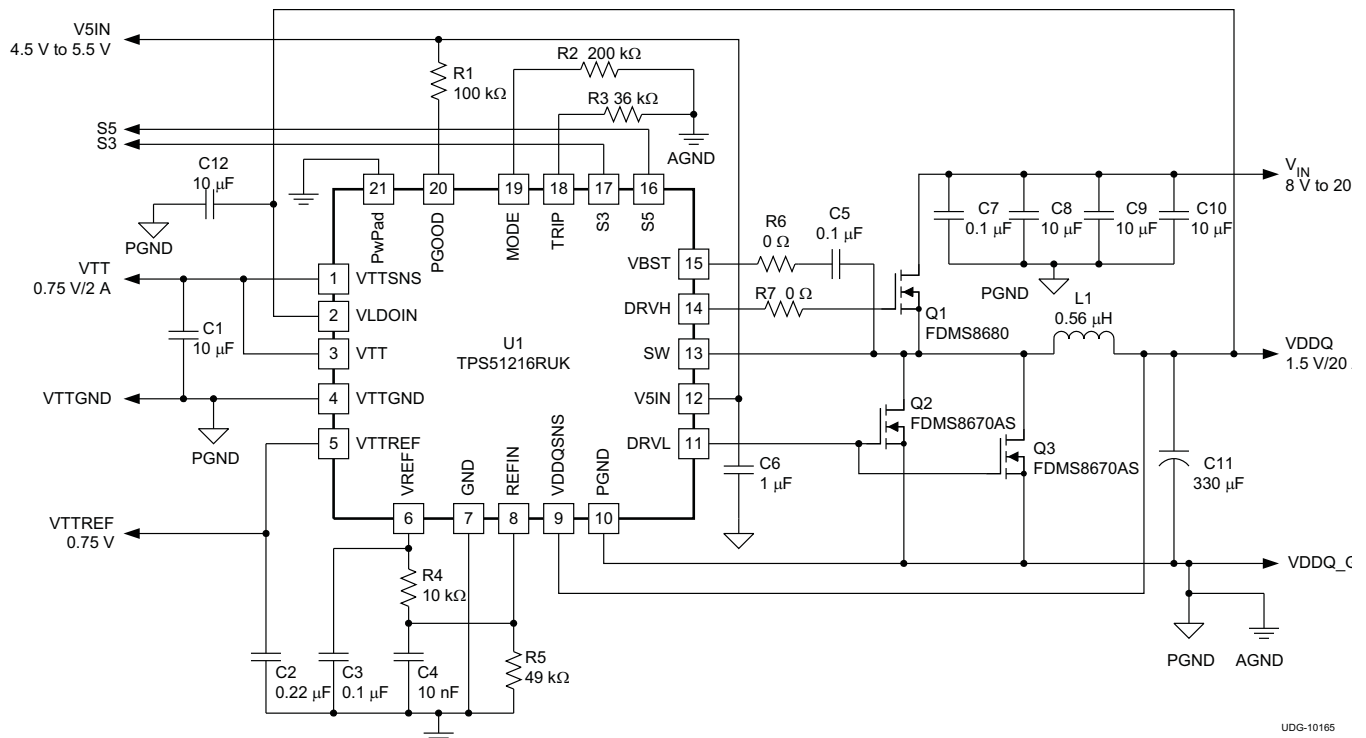 V5IN
4.5 V to 5.5 V
R1
100 kΩ
R2 200 kΩ
R3 36 kΩ
AGND
S5
S3
C12
10 μF
PGND
21
20
19
18
17
16
PwPad
PGOOD
MODE
TRIP
S3
S5
VTT
0.75 V/2 A
C1
10 μF
VTTGND
PGND
VTTREF
0.75 V
1
VTTSNS
2
VLDOIN
3
VTT
4
VTTGND
5
VTTREF
U1
TPS51216RUK
VBST
15
DRVH
14
SW
13
V5IN
12
DRVL
11
VREF
GND
REFIN
VDDQSNS
PGND
6
7
8
9
10
R6
0 Ω
C5
0.1 μF
R7 0 Ω
Q1
FDMS8680
VIN
8 V to 20
C7
0.1 μF
C8
10 μF
C9
10 μF
C10
10 μF
PGND
L1
0.56 μH
VDDQ
1.5 V/20
Q2
FDMS8670AS
Q3
FDMS8670AS
C6
1 μF
C11
330 μF
VDDQ_G
PGND
AGND
R4
10 kΩ
C2
0.22 μF
C3
0.1 μF
C4
10 nF
R5
49 kΩ
UDG-10165